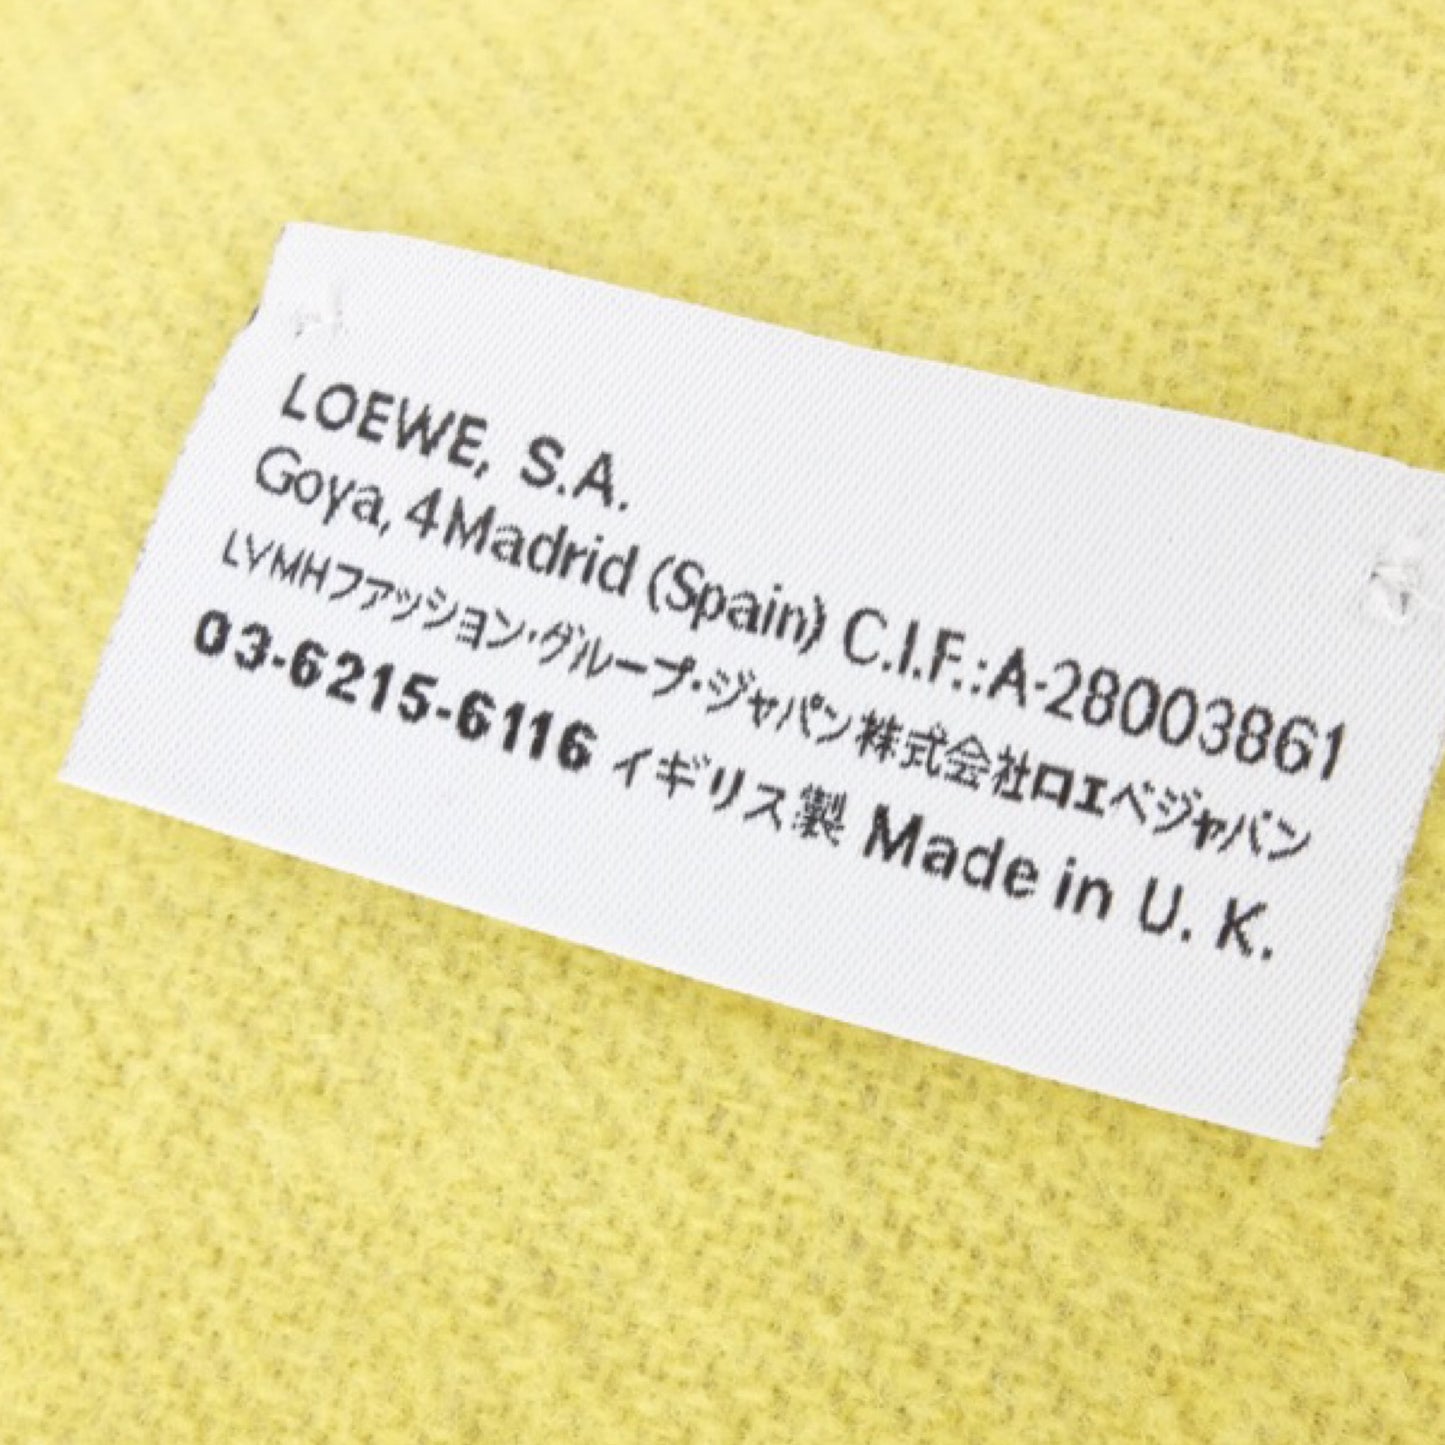 LOEWE, S.A.
Goya, 4 Madrid (Spain) C.I.F.:A-28003861
LVMHファッション・グループ・ジャパン株式会社ロエベジャパン
03-6215-6116 イギリス製 Made in U. K.